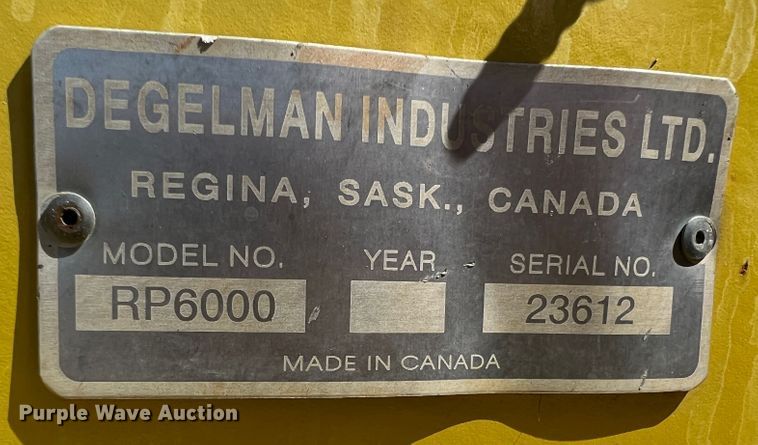 DEGELMAN INDUSTRIES LTD.
REGINA, SASK., CANADA
MODEL NO. YEAR SERIAL NO.
RP6000 23612
MADE IN CANADA
Purple Wave Auction